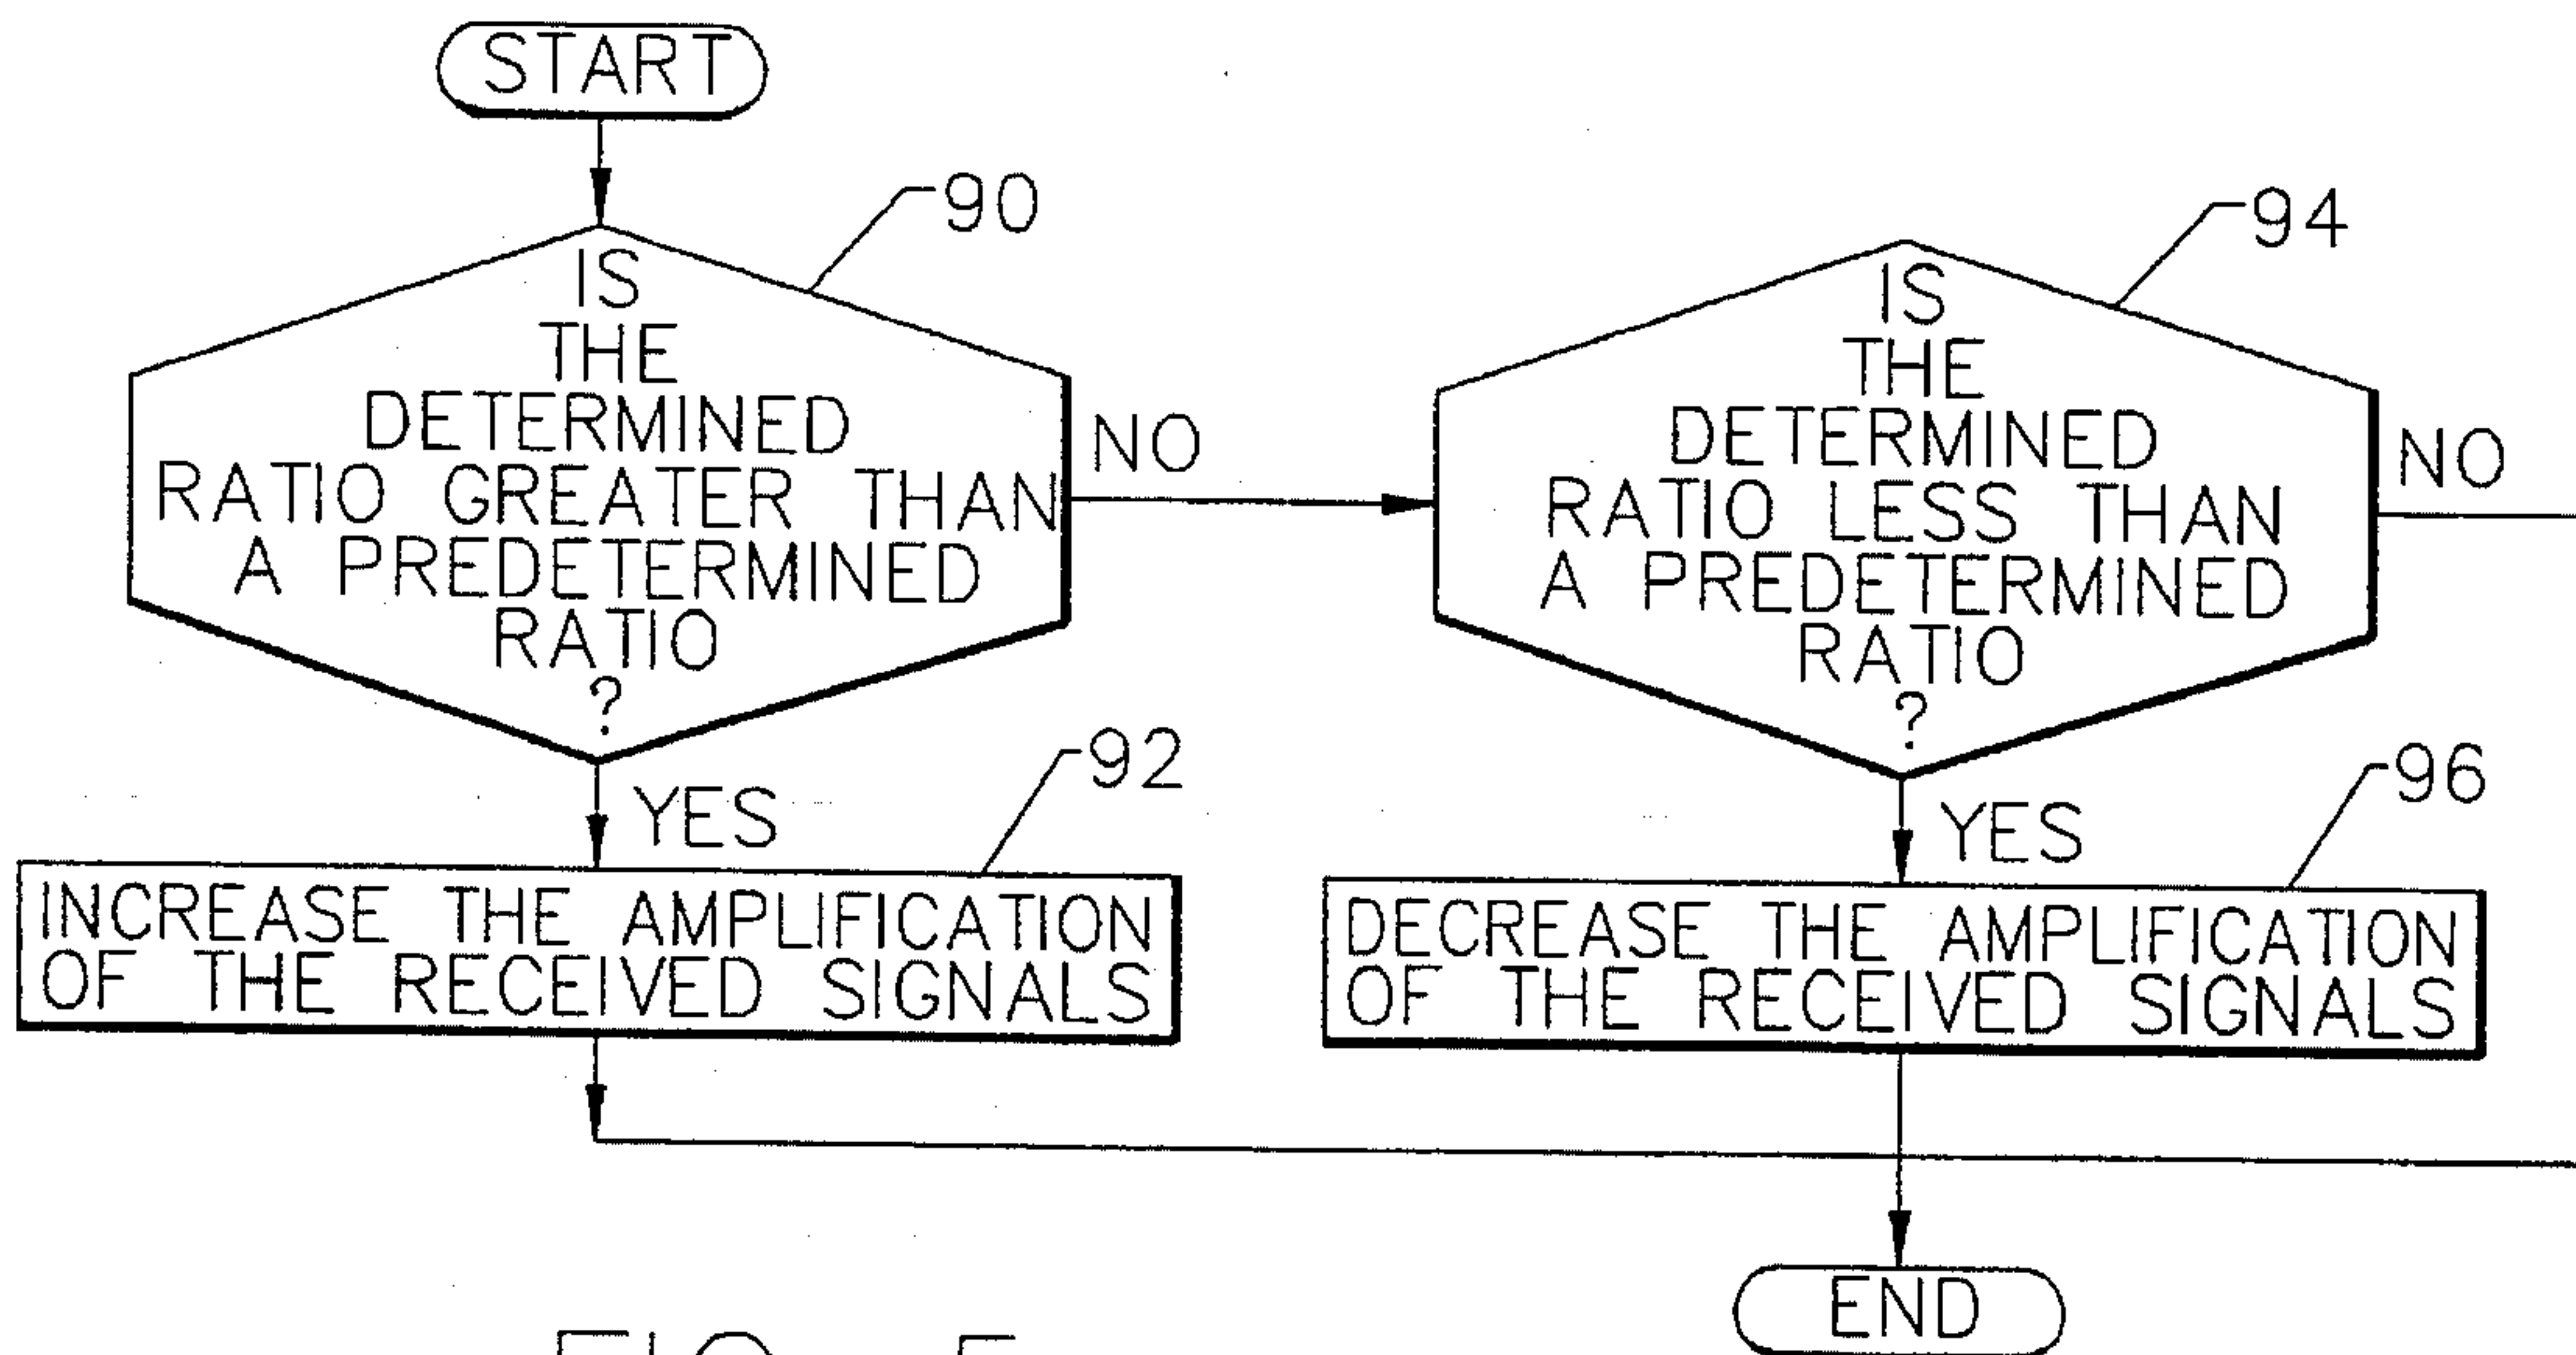 START
90
IS
THE
DETERMINED
RATIO GREATER THAN
A PREDETERMINED
RATIO
?
NO
YES
92
INCREASE THE AMPLIFICATION
OF THE RECEIVED SIGNALS
94
IS
THE
DETERMINED
RATIO LESS THAN
A PREDETERMINED
RATIO
?
NO
YES
96
DECREASE THE AMPLIFICATION
OF THE RECEIVED SIGNALS
END